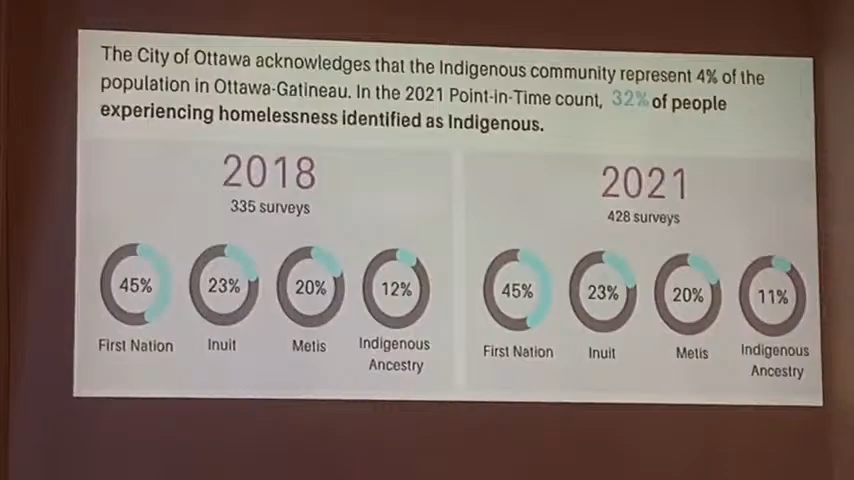 The City of Ottawa acknowledges that the Indigenous community represent 4% of the
population in Ottawa-Gatineau. In the 2021 Point-in-Time count, 32% of people
experiencing homelessness identified as Indigenous.
2018
335 surveys
45%
First Nation
23%
Inuit
20%
Metis
12%
Indigenous
Ancestry
2021
428 surveys
45%
First Nation
23%
Inuit
20%
Metis
11%
Indigenous
Ancestry